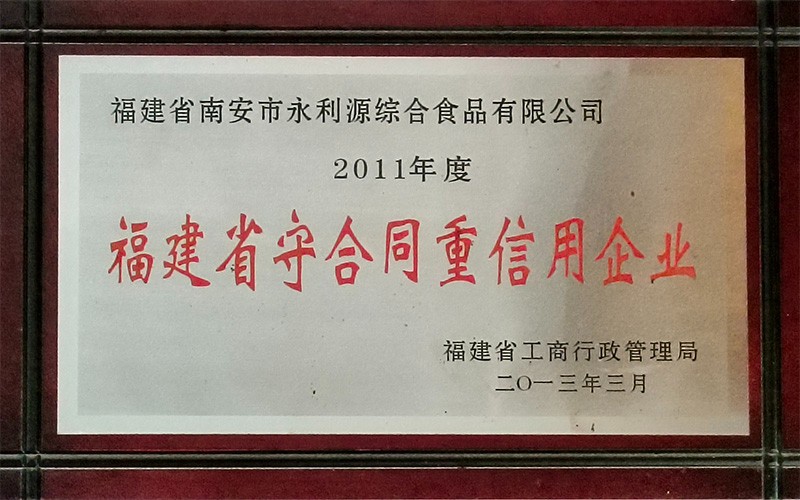 福建省南安市永利源综合食品有限公司
2011年度
福建省守合同重信用企业
福建省工商行政管理局
二〇一三年三月